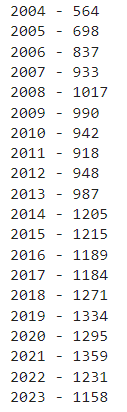 2004 - 564
2005 - 698
2006 - 837
2007 - 933
2008 - 1017
2009 - 990
2010 - 942
2011 - 918
2012 - 948
2013 - 987
2014 - 1205
2015 - 1215
2016 - 1189
2017 - 1184
2018 - 1271
2019 - 1334
2020 - 1295
2021 - 1359
2022 - 1231
2023 - 1158